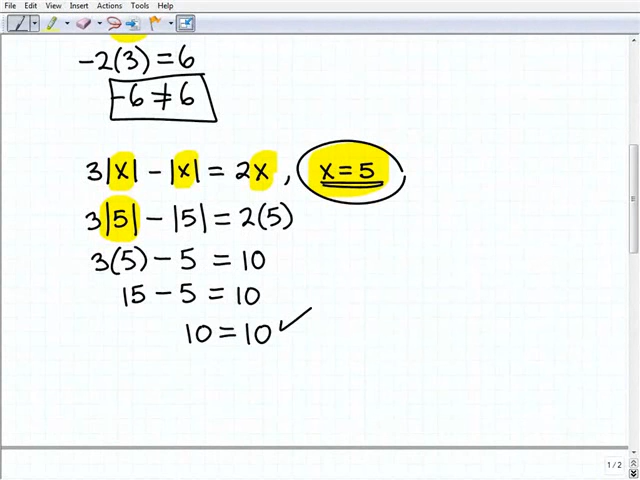 File Edit View Insert Actions Tools Help
-2(3) = 6
-6 ≠ 6
3|x| - |x| = 2x, x = 5
3|5| - |5| = 2(5)
3(5) - 5 = 10
15 - 5 = 10
10 = 10 ✓
1/2